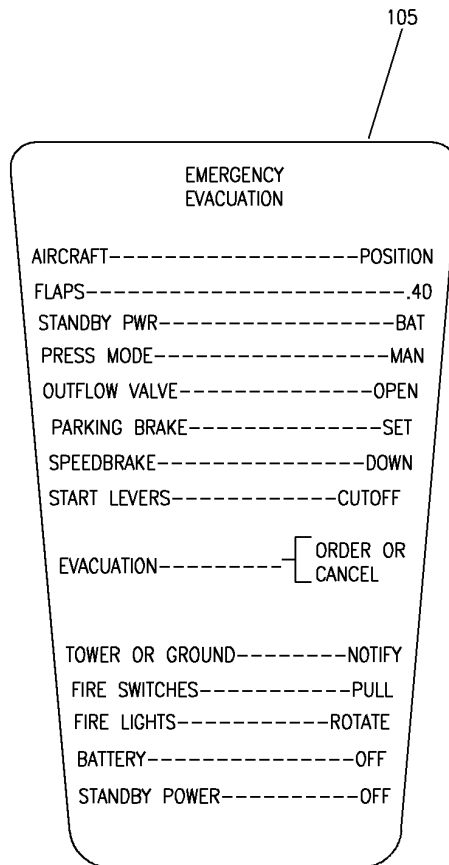 105
EMERGENCY
EVACUATION
AIRCRAFT--------------------POSITION
FLAPS---------------------------.40
STANDBY PWR-------------------BAT
PRESS MODE-------------------MAN
OUTFLOW VALVE---------------OPEN
PARKING BRAKE----------------SET
SPEEDBRAKE-----------------DOWN
START LEVERS-------------CUTOFF
EVACUATION---------- ORDER OR
CANCEL
TOWER OR GROUND---------NOTIFY
FIRE SWITCHES------------PULL
FIRE LIGHTS------------ROTATE
BATTERY-----------------OFF
STANDBY POWER-----------OFF